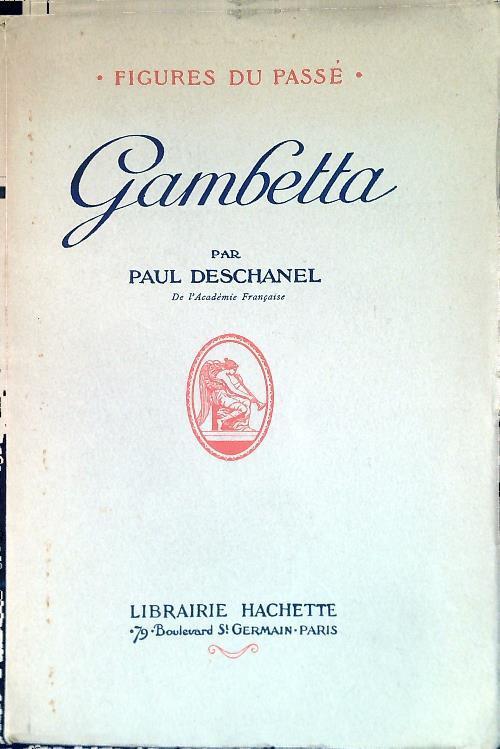 • FIGURES DU PASSÉ •
Gambetta
PAR
PAUL DESCHANEL
De l'Académie Française
LIBRAIRIE HACHETTE
•79•Boulevard St GERMAIN•PARIS